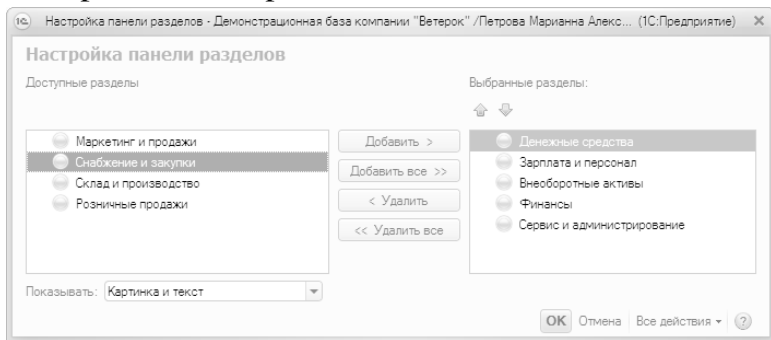 Настройка панели разделов - Демонстрационная база компании "Ветерок" /Петрова Марианна Алекс... (1С:Предприятие)
Настройка панели разделов
Доступные разделы
Выбранные разделы:
Маркетинг и продажи
Снабжение и закупки
Склад и производство
Розничные продажи
Добавить >
Добавить все >>
< Удалить
<< Удалить все
Денежные средства
Зарплата и персонал
Внеоборотные активы
Финансы
Сервис и администрирование
Показывать: Картинка и текст
ОК Отмена Все действия ?